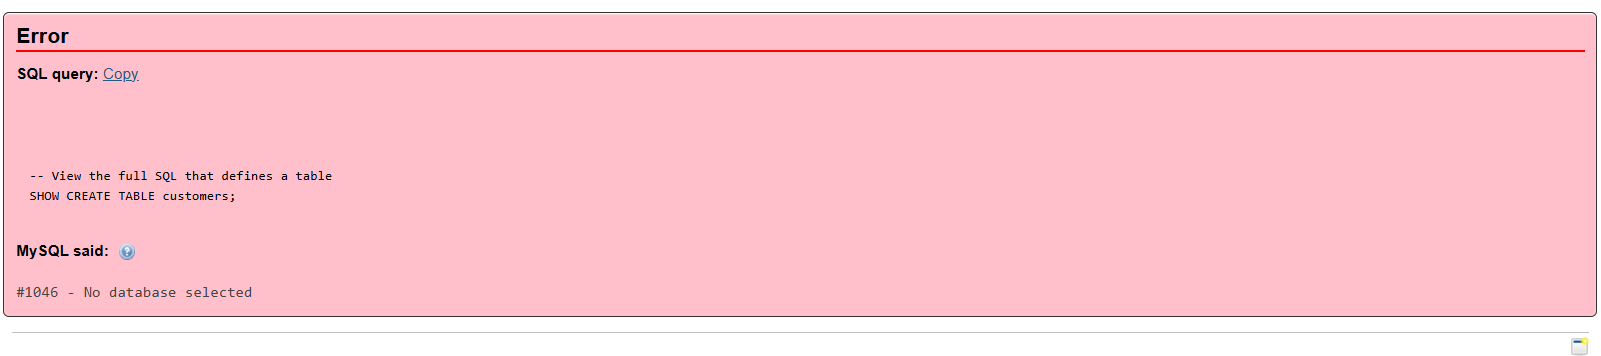 Error
SQL query: Copy
-- View the full SQL that defines a table
SHOW CREATE TABLE customers;
MySQL said:
#1046 - No database selected